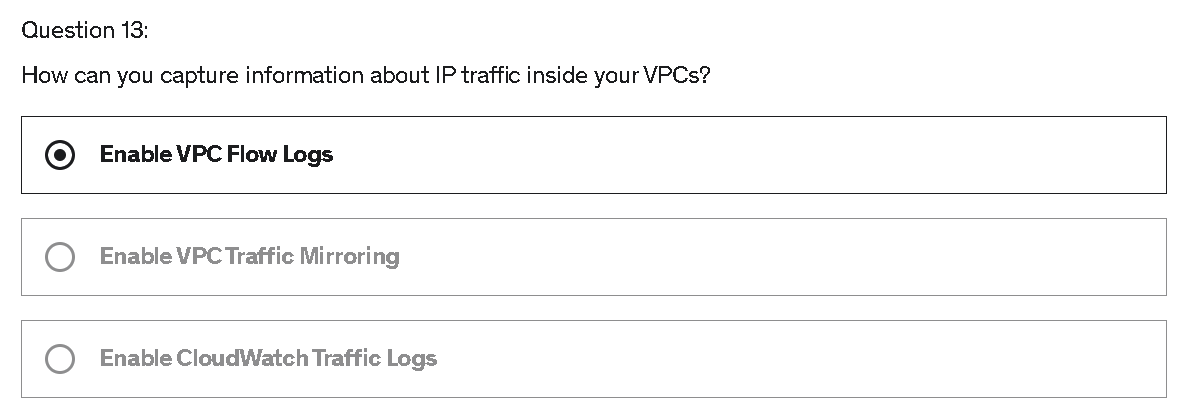 Question 13:
How can you capture information about IP traffic inside your VPCs?
Enable VPC Flow Logs
Enable VPC Traffic Mirroring
Enable CloudWatch Traffic Logs